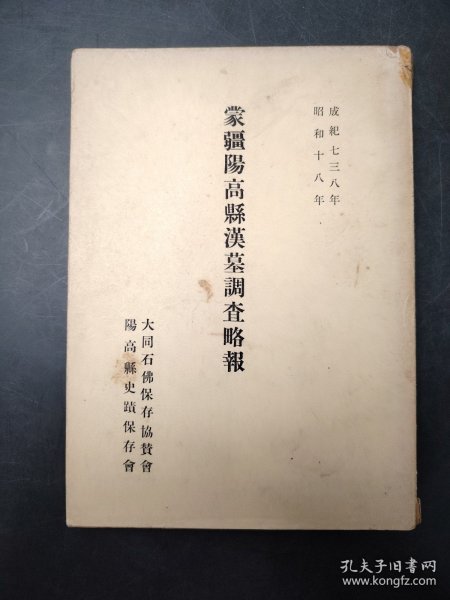 成紀七三八年
昭和十八年
蒙疆陽高縣漢墓調査略報
大同石佛保存協賛會
陽高縣史蹟保存會
孔夫子旧书网
www.kongfz.com